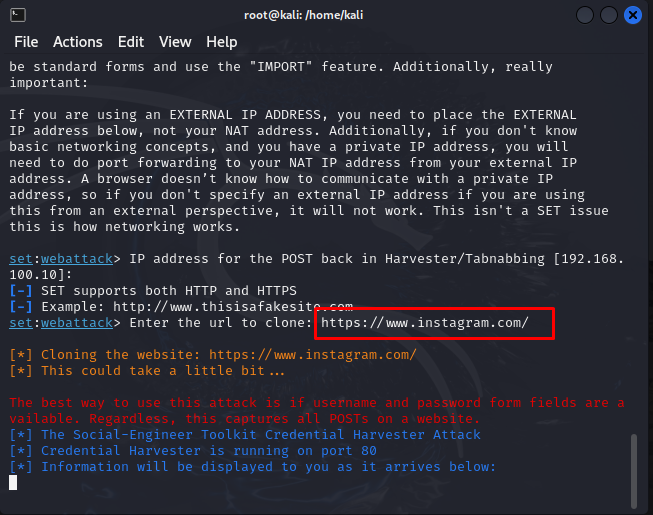 root@kali: /home/kali
File Actions Edit View Help
be standard forms and use the "IMPORT" feature. Additionally, really
important:
If you are using an EXTERNAL IP ADDRESS, you need to place the EXTERNAL
IP address below, not your NAT address. Additionally, if you don't know
basic networking concepts, and you have a private IP address, you will
need to do port forwarding to your NAT IP address from your external IP
address. A browser doesn’t know how to communicate with a private IP
address, so if you don't specify an external IP address if you are using
this from an external perspective, it will not work. This isn't a SET issue
this is how networking works.
set:webattack> IP address for the POST back in Harvester/Tabnabbing [192.168.
100.10]:
[-] SET supports both HTTP and HTTPS
[-] Example: http://www.thisisafakesite.com
set:webattack> Enter the url to clone: https://www.instagram.com/
[*] Cloning the website: https://www.instagram.com/
[*] This could take a little bit...
The best way to use this attack is if username and password form fields are a
vailable. Regardless, this captures all POSTs on a website.
[*] The Social-Engineer Toolkit Credential Harvester Attack
[*] Credential Harvester is running on port 80
[*] Information will be displayed to you as it arrives below: